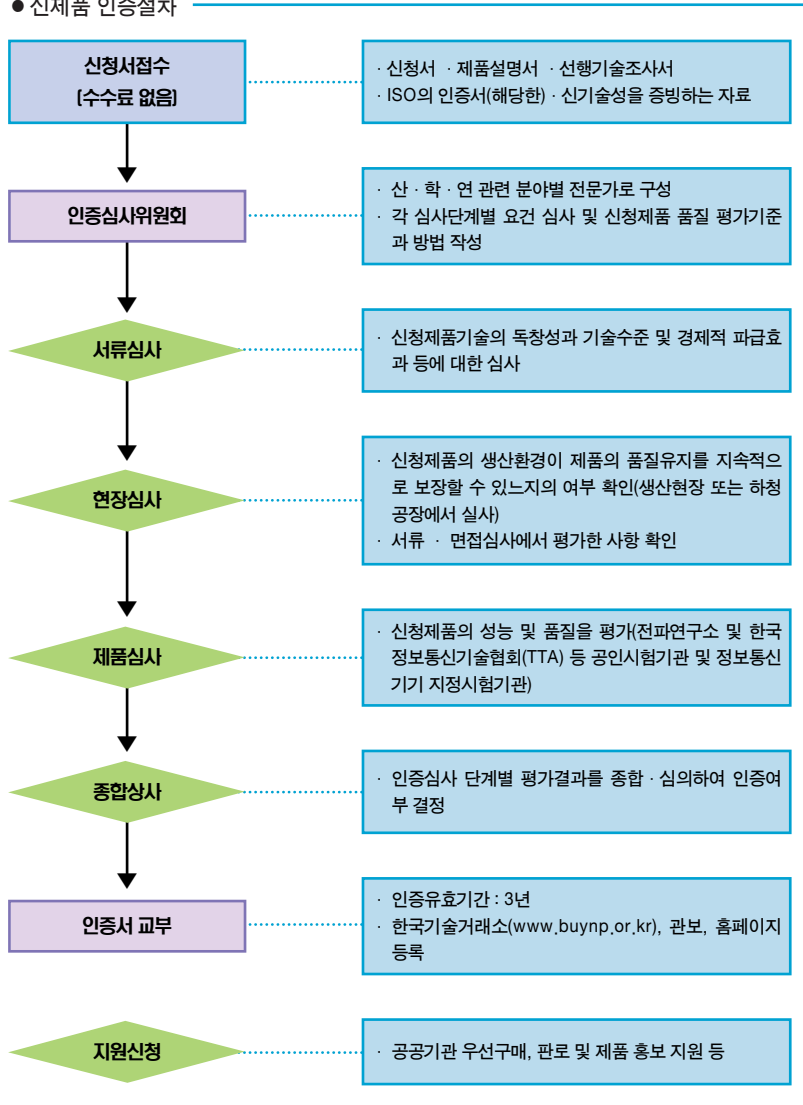 ● 신제품 인증절차
신청서접수
(수수료 없음)
· 신청서 · 제품설명서 · 선행기술조사서
· ISO의 인증서(해당한) · 신기술성을 증빙하는 자료
인증심사위원회
· 산 · 학 · 연 관련 분야별 전문가로 구성
· 각 심사단계별 요건 심사 및 신청제품 품질 평가기준
과 방법 작성
서류심사
· 신청제품기술의 독창성과 기술수준 및 경제적 파급효
과 등에 대한 심사
현장심사
· 신청제품의 생산환경이 제품의 품질유지를 지속적으
로 보장할 수 있느지의 여부 확인(생산현장 또는 하청
공장에서 실사)
· 서류 · 면접심사에서 평가한 사항 확인
제품심사
· 신청제품의 성능 및 품질을 평가(전파연구소 및 한국
정보통신기술협회(TTA) 등 공인시험기관 및 정보통신
기기 지정시험기관)
종합상사
· 인증심사 단계별 평가결과를 종합 · 심의하여 인증여
부 결정
인증서 교부
· 인증유효기간 : 3년
· 한국기술거래소(www.buynp.or.kr), 관보, 홈페이지
등록
지원신청
· 공공기관 우선구매, 판로 및 제품 홍보 지원 등